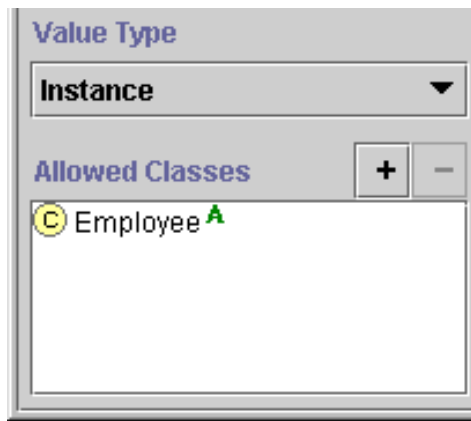 Value Type
Instance
Allowed Classes + −
C Employee A